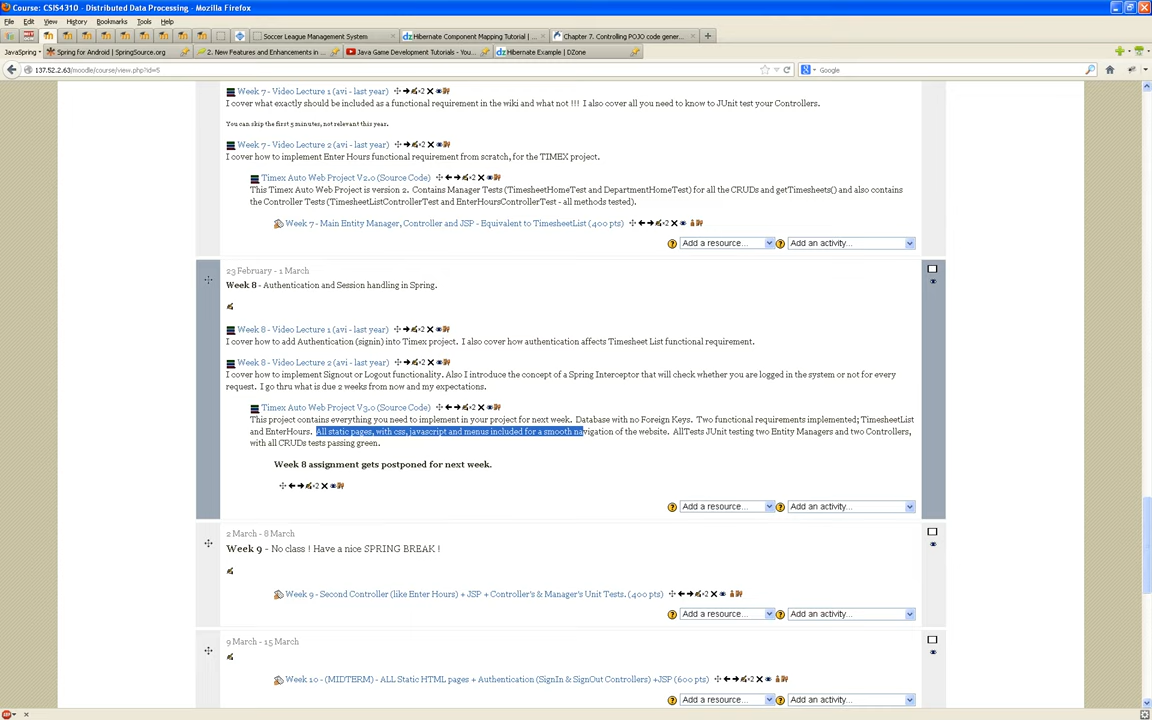 Course: CSIS4310 - Distributed Data Processing - Mozilla Firefox
File Edit View History Bookmarks Tools Help
Soccer League Management System
Hibernate Component Mapping Tutorial | ...
Chapter 7. Controlling POJO code gener...
JavaSpring
Spring for Android | SpringSource.org
2. New Features and Enhancements in ...
Java Game Development Tutorials - You...
Hibernate Example | DZone
137.52.2.63/moodle/course/view.php?id=5
Google
Week 7 - Video Lecture 1 (avi - last year)
I cover what exactly should be included as a functional requirement in the wiki and what not !!! I also cover all you need to know to JUnit test your Controllers.
You can skip the first 5 minutes, not relevant this year.
Week 7 - Video Lecture 2 (avi - last year)
I cover how to implement Enter Hours functional requirement from scratch, for the TIMEX project.
Timex Auto Web Project V2.0 (Source Code)
This Timex Auto Web Project is version 2. Contains Manager Tests (TimesheetHomeTest and DepartmentHomeTest) for all the CRUDs and getTimesheets() and also contains
the Controller Tests (TimesheetListControllerTest and EnterHoursControllerTest - all methods tested).
Week 7 - Main Entity Manager, Controller and JSP - Equivalent to TimesheetList (400 pts)
Add a resource... Add an activity...
23 February - 1 March
Week 8 - Authentication and Session handling in Spring.
Week 8 - Video Lecture 1 (avi - last year)
I cover how to add Authentication (signin) into Timex project. I also cover how authentication affects Timesheet List functional requirement.
Week 8 - Video Lecture 2 (avi - last year)
I cover how to implement Signout or Logout functionality. Also I introduce the concept of a Spring Interceptor that will check whether you are logged in the system or not for every
request. I go thru what is due 2 weeks from now and my expectations.
Timex Auto Web Project V3.0 (Source Code)
This project contains everything you need to implement in your project for next week. Database with no Foreign Keys. Two functional requirements implemented; TimesheetList
and EnterHours. All static pages, with css, javascript and menus included for a smooth navigation of the website. AllTests JUnit testing two Entity Managers and two Controllers,
with all CRUDs tests passing green.
Week 8 assignment gets postponed for next week.
Add a resource... Add an activity...
2 March - 8 March
Week 9 - No class ! Have a nice SPRING BREAK !
Week 9 - Second Controller (like Enter Hours) + JSP + Controller's & Manager's Unit Tests. (400 pts)
Add a resource... Add an activity...
9 March - 15 March
Week 10 - (MIDTERM) - ALL Static HTML pages + Authentication (SignIn & SignOut Controllers) +JSP (600 pts)
Add a resource... Add an activity...